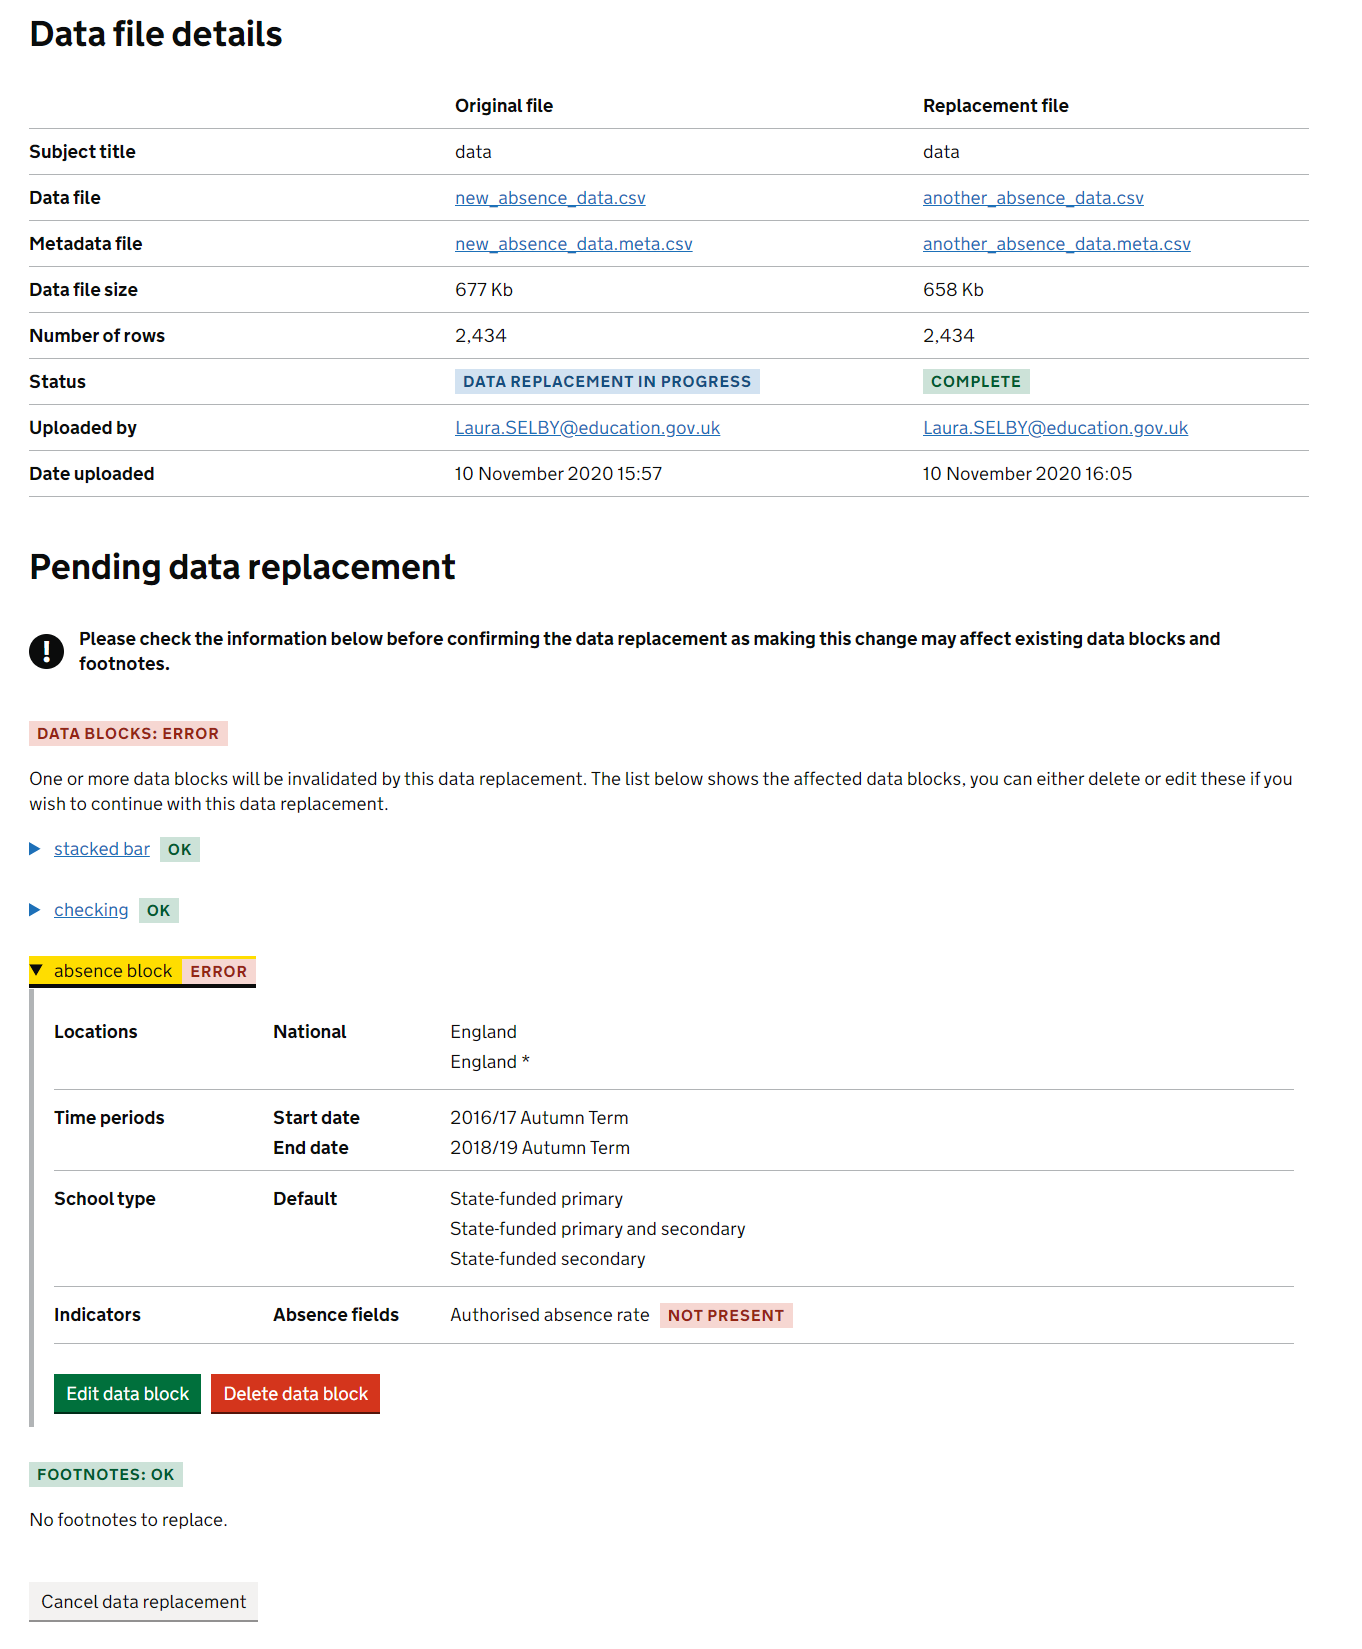 Data file details
Original file Replacement file
Subject title data data
Data file new_absence_data.csv another_absence_data.csv
Metadata file new_absence_data.meta.csv another_absence_data.meta.csv
Data file size 677 Kb 658 Kb
Number of rows 2,434 2,434
Status DATA REPLACEMENT IN PROGRESS COMPLETE
Uploaded by Laura.SELBY@education.gov.uk Laura.SELBY@education.gov.uk
Date uploaded 10 November 2020 15:57 10 November 2020 16:05
Pending data replacement
! Please check the information below before confirming the data replacement as making this change may affect existing data blocks and
footnotes.
DATA BLOCKS: ERROR
One or more data blocks will be invalidated by this data replacement. The list below shows the affected data blocks, you can either delete or edit these if you
wish to continue with this data replacement.
stacked bar OK
checking OK
absence block ERROR
Locations National England
England *
Time periods Start date 2016/17 Autumn Term
End date 2018/19 Autumn Term
School type Default State-funded primary
State-funded primary and secondary
State-funded secondary
Indicators Absence fields Authorised absence rate NOT PRESENT
Edit data block Delete data block
FOOTNOTES: OK
No footnotes to replace.
Cancel data replacement